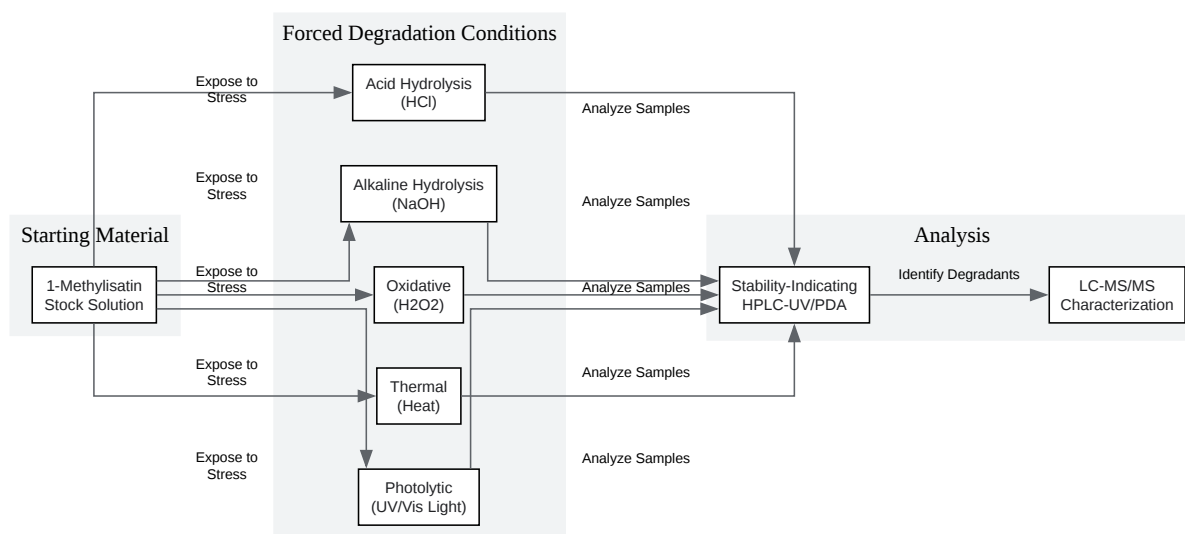 Forced Degradation Conditions
Expose to
Stress
Acid Hydrolysis
(HCl)
Analyze Samples
Expose to
Stress
Alkaline Hydrolysis
(NaOH)
Analyze Samples
Starting Material
Analysis
1-Methylisatin
Stock Solution
Expose to
Stress
Oxidative
(H2O2)
Analyze Samples
Stability-Indicating
HPLC-UV/PDA
Identify Degradants
LC-MS/MS
Characterization
Expose to
Stress
Thermal
(Heat)
Analyze Samples
Expose to
Stress
Photolytic
(UV/Vis Light)
Analyze Samples